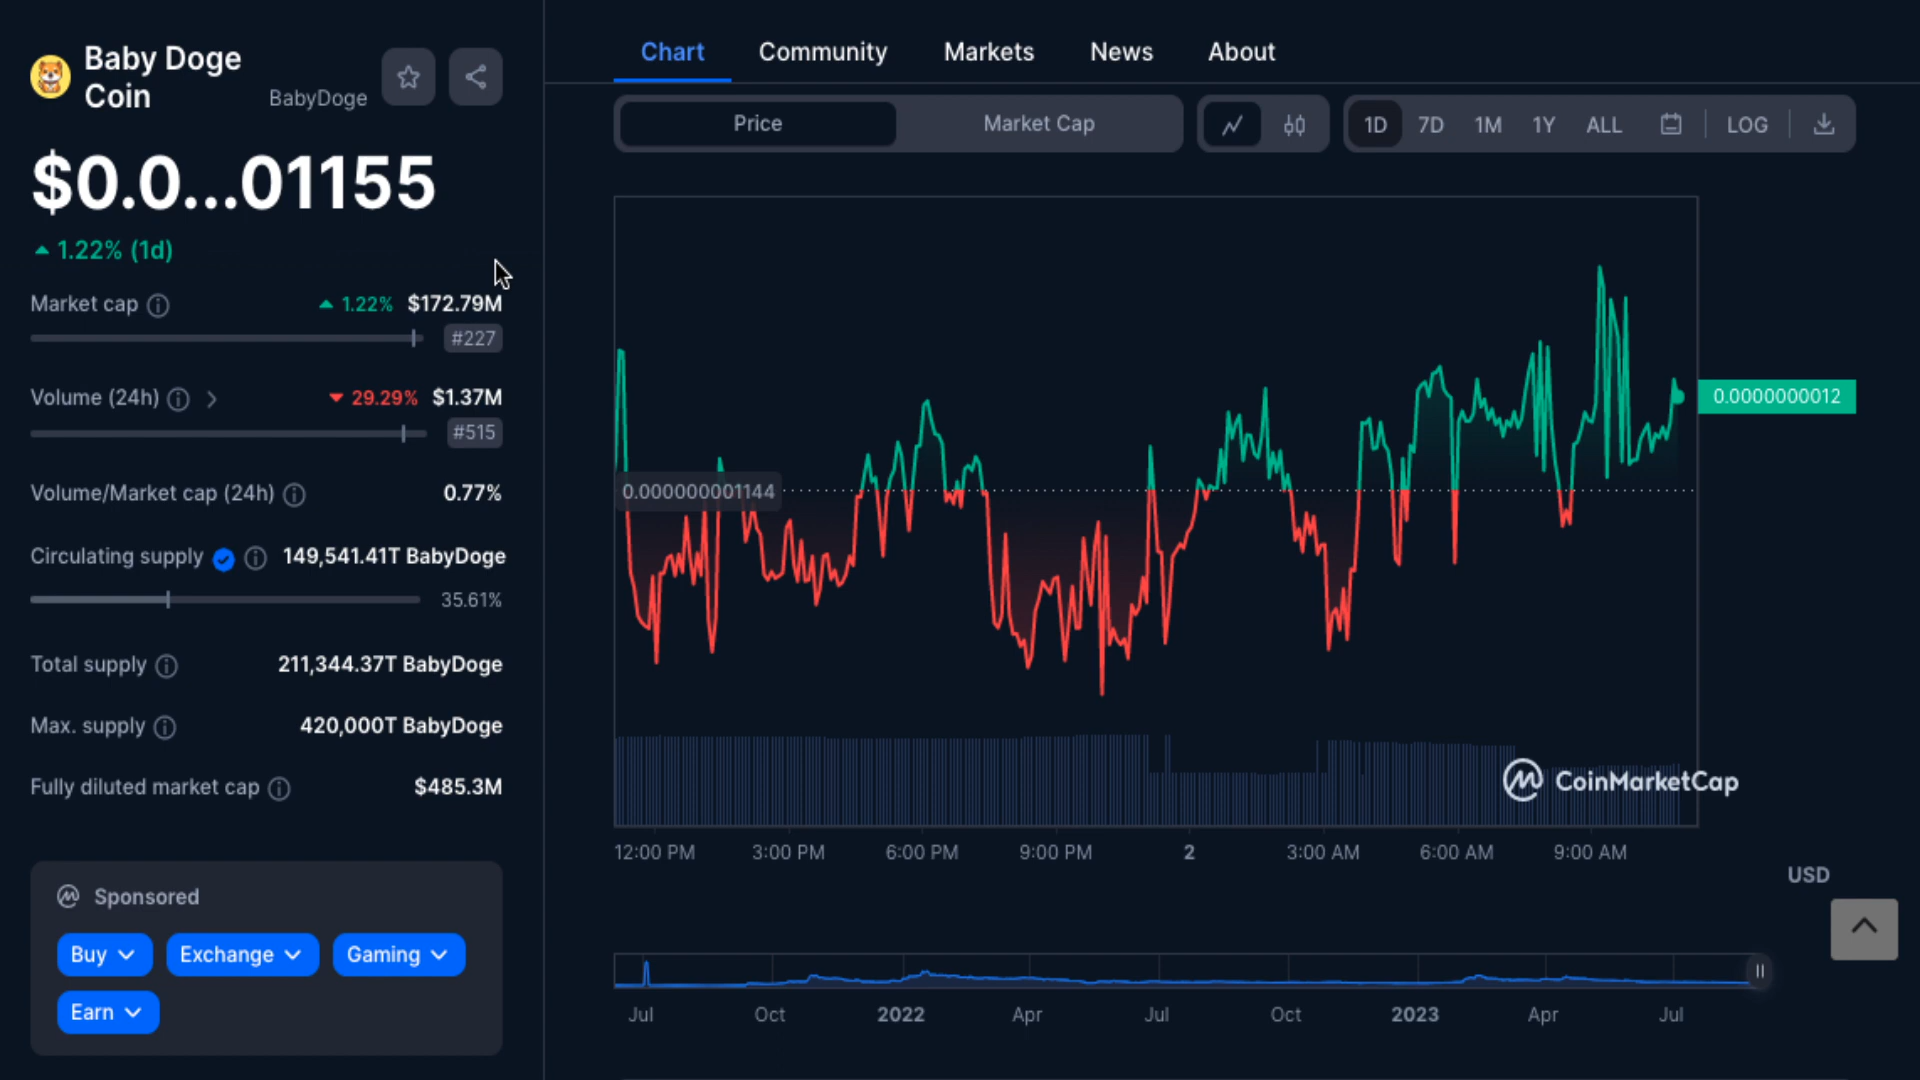 Baby Doge
Coin
BabyDoge
$0.0...01155
1.22% (1d)
Market cap 1.22% $172.79M
#227
Volume (24h) 29.29% $1.37M
#515
Volume/Market cap (24h) 0.77%
Circulating supply 149,541.41T BabyDoge
35.61%
Total supply 211,344.37T BabyDoge
Max. supply 420,000T BabyDoge
Fully diluted market cap $485.3M
Sponsored
Buy Exchange Gaming
Earn
Chart Community Markets News About
Price Market Cap 1D 7D 1M 1Y ALL LOG
0.0000000012
0.000000001144
CoinMarketCap
12:00 PM 3:00 PM 6:00 PM 9:00 PM 2 3:00 AM 6:00 AM 9:00 AM
USD
Jul Oct 2022 Apr Jul Oct 2023 Apr Jul